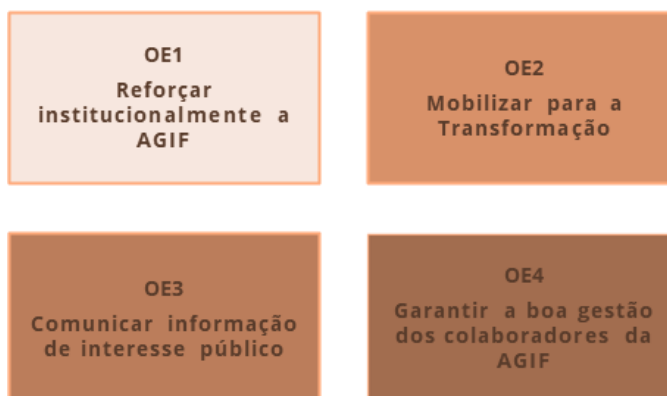 OE1
Reforçar
institucionalmente a
AGIF
OE2
Mobilizar para a
Transformação
OE3
Comunicar informação
de interesse público
OE4
Garantir a boa gestão
dos colaboradores da
AGIF